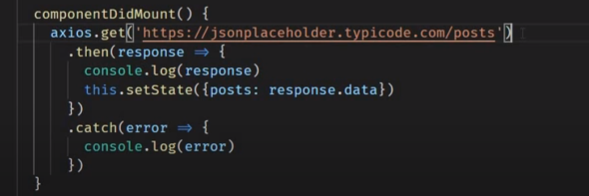 componentDidMount() {
axios.get('https://jsonplaceholder.typicode.com/posts')
.then(response => {
console.log(response)
this.setState({posts: response.data})
})
.catch(error => {
console.log(error)
})
}